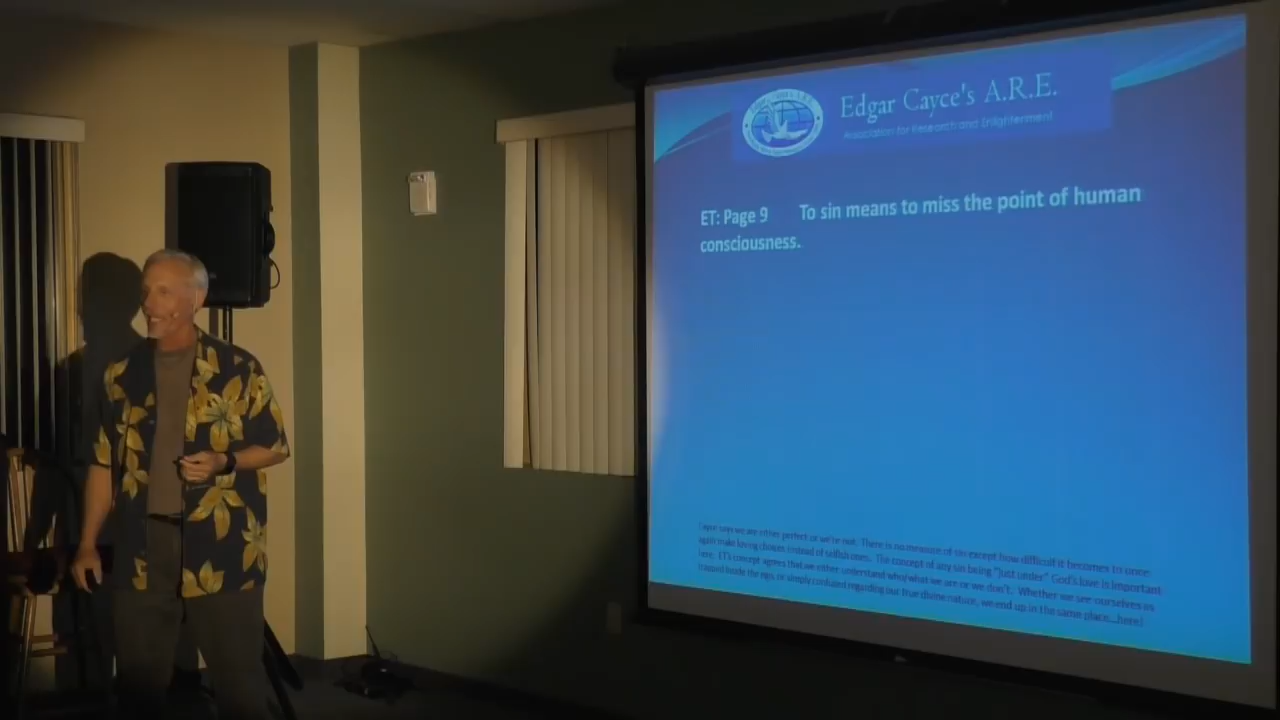 Edgar Cayce's A.R.E.
Association for Research and Enlightenment
ET: Page 9 To sin means to miss the point of human
consciousness.
Cayce says we are either perfect or we're not. There is no measure of sin except how difficult it becomes to once
again make loving choices instead of selfish ones. The concept of any sin being "just under" God's love is important
here. ET's concept agrees that we either understand who/what we are or we don't. Whether we see ourselves as
trapped inside the ego, or simply confused regarding our true divine nature, we end up in the same place...here!